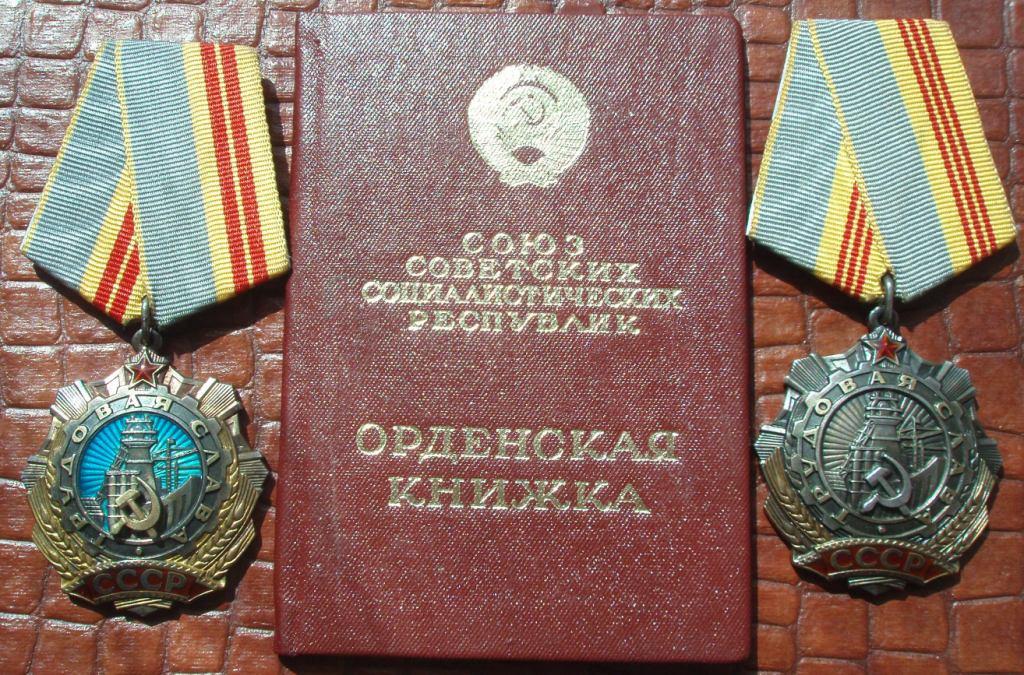 ТРУДОВАЯ СЛАВА
СССР
СОЮЗ
СОВЕТСКИХ
СОЦИАЛИСТИЧЕСКИХ
РЕСПУБЛИК
ОРДЕНСКАЯ
КНИЖКА
ТРУДОВАЯ СЛАВА
СССР